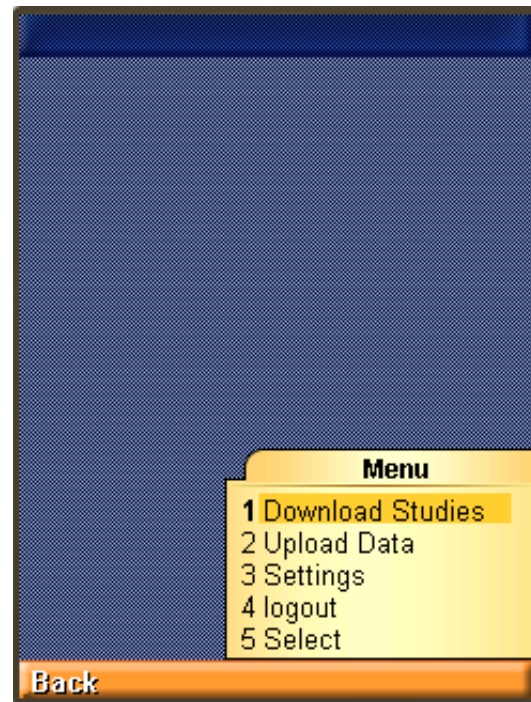 Menu
1 Download Studies
2 Upload Data
3 Settings
4 logout
5 Select
Back